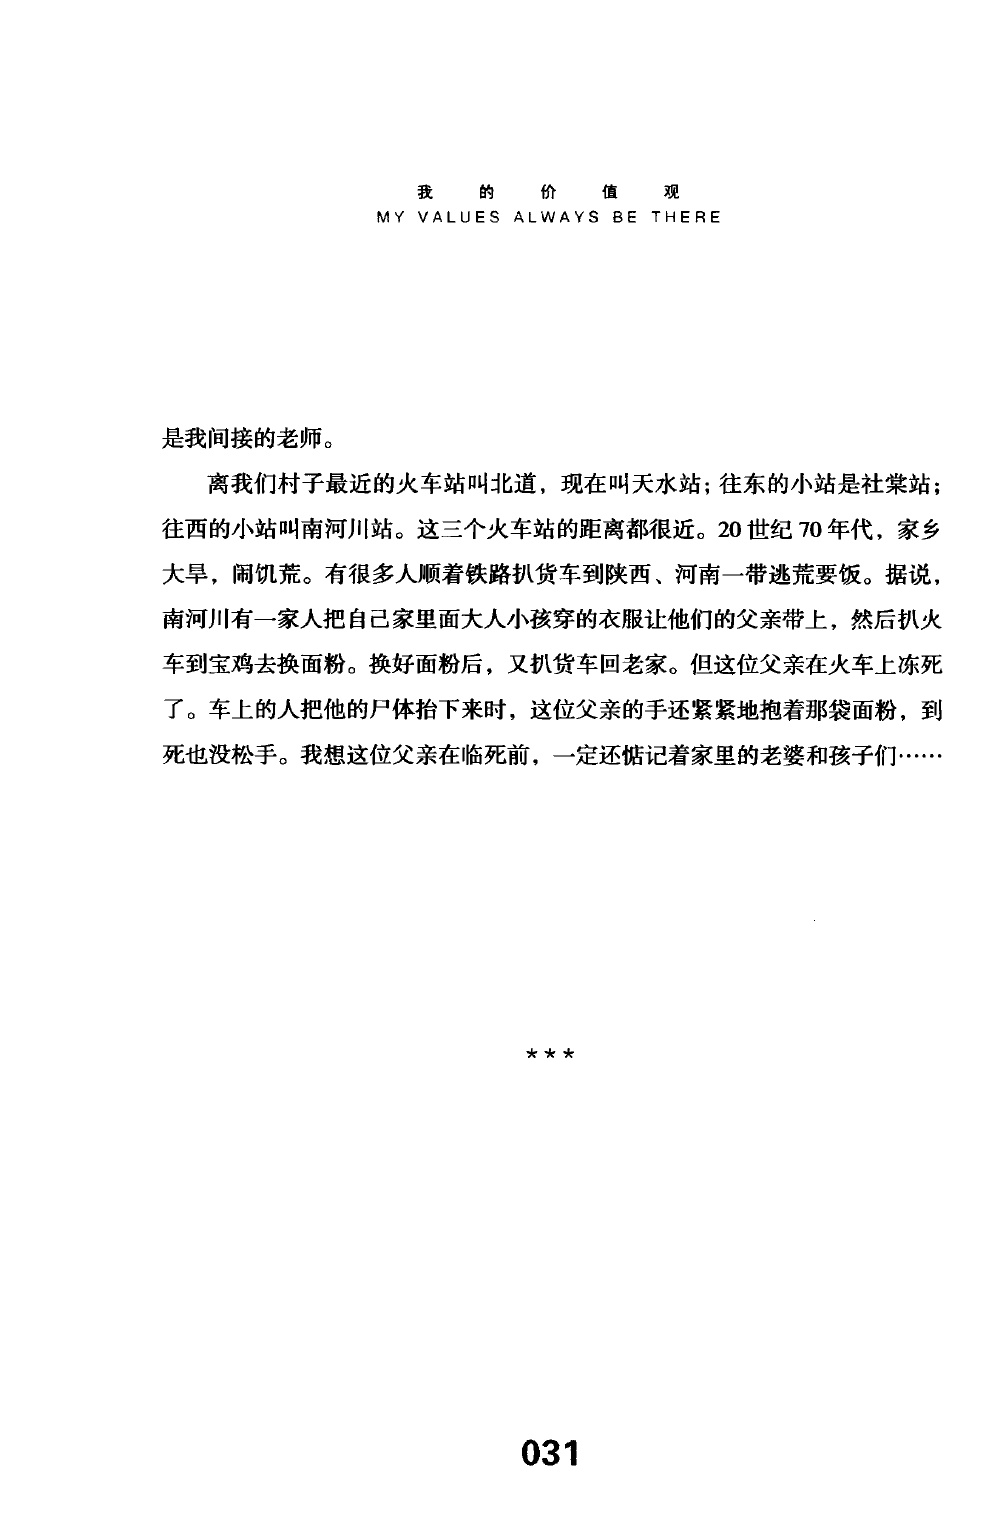 我的价值观
MY VALUES ALWAYS BE THERE
是我间接的老师。
离我们村子最近的火车站叫北道，现在叫天水站；往东的小站是社棠站；
往西的小站叫南河川站。这三个火车站的距离都很近。20世纪70年代，家乡
大旱，闹饥荒。有很多人顺着铁路扒货车到陕西、河南一带逃荒要饭。据说，
南河川有一家人把自己家里面大人小孩穿的衣服让他们的父亲带上，然后扒火
车到宝鸡去换面粉。换好面粉后，又扒货车回老家。但这位父亲在火车上冻死
了。车上的人把他的尸体抬下来时，这位父亲的手还紧紧地抱着那袋面粉，到
死也没松手。我想这位父亲在临死前，一定还惦记着家里的老婆和孩子们……
***
031